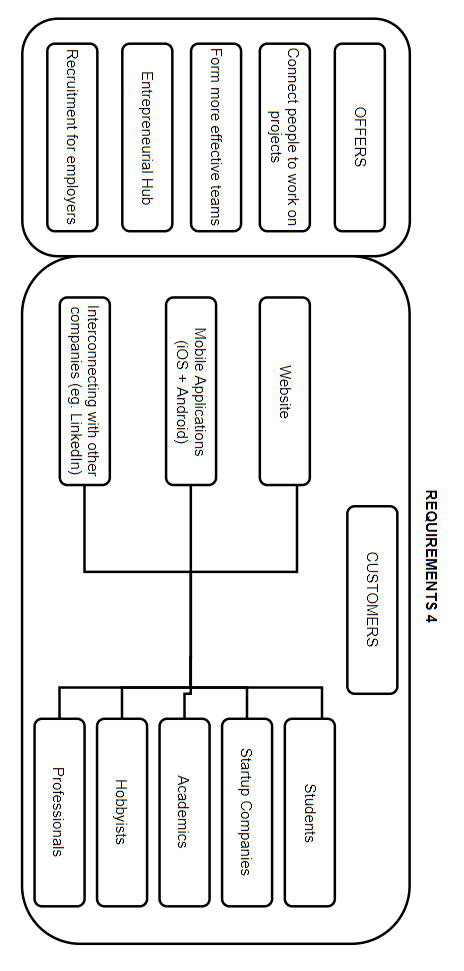 REQUIREMENTS 4
OFFERS
Connect people to work on
projects
Form more effective teams
Entrepreneurial Hub
Recruitment for employers
CUSTOMERS
Website
Mobile Applications
(iOS + Android)
Interconnecting with other
companies (eg. LinkedIn)
Students
Startup Companies
Academics
Hobbyists
Professionals